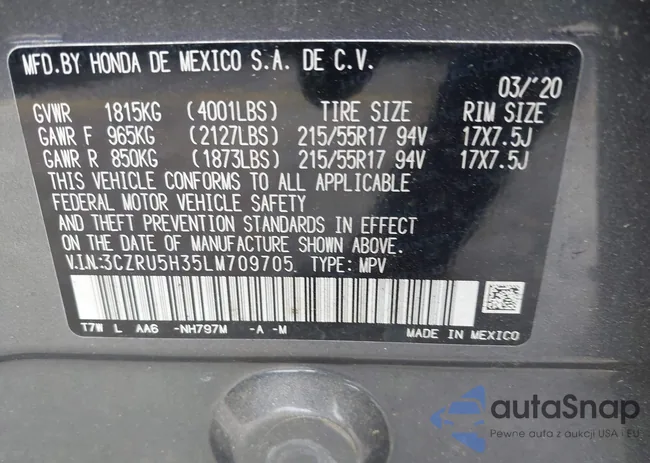 MFD.BY HONDA DE MEXICO S.A. DE C.V.
03/'20
GVWR 1815KG (4001LBS) TIRE SIZE RIM SIZE
GAWR F 965KG (2127LBS) 215/55R17 94V 17X7.5J
GAWR R 850KG (1873LBS) 215/55R17 94V 17X7.5J
THIS VEHICLE CONFORMS TO ALL APPLICABLE
FEDERAL MOTOR VEHICLE SAFETY
AND THEFT PREVENTION STANDARDS IN EFFECT
ON THE DATE OF MANUFACTURE SHOWN ABOVE.
V.I.N.:3CZRU5H35LM709705. TYPE: MPV
T7W L AA6 -NH797M -A -M
MADE IN MEXICO
autoSnap
Pewne auta z aukcji USA i EU